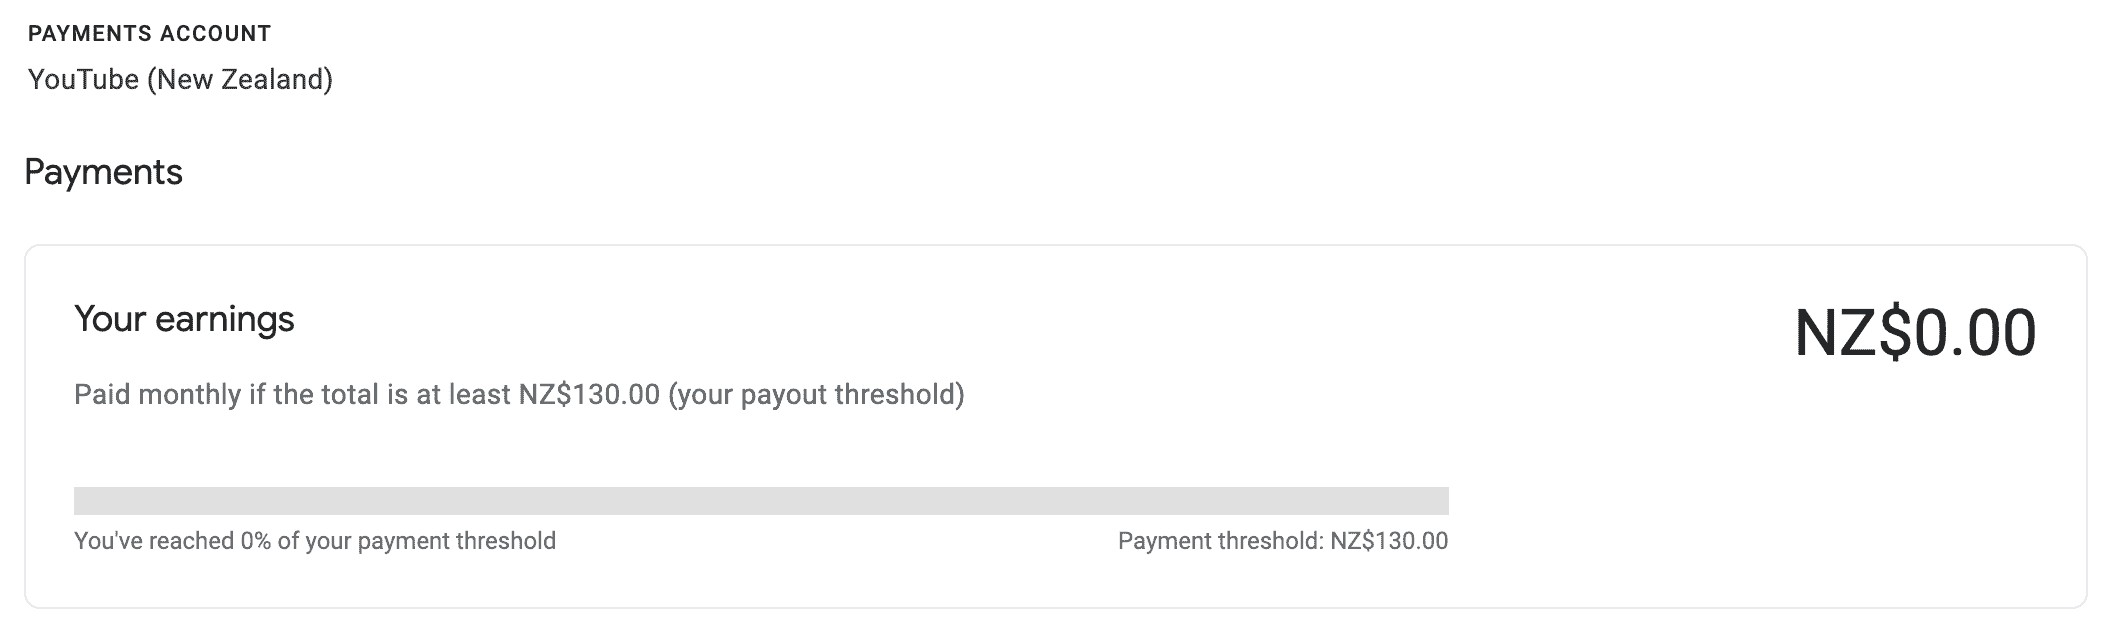 PAYMENTS ACCOUNT
YouTube (New Zealand)
Payments
Your earnings
NZ$0.00
Paid monthly if the total is at least NZ$130.00 (your payout threshold)
You've reached 0% of your payment threshold
Payment threshold: NZ$130.00